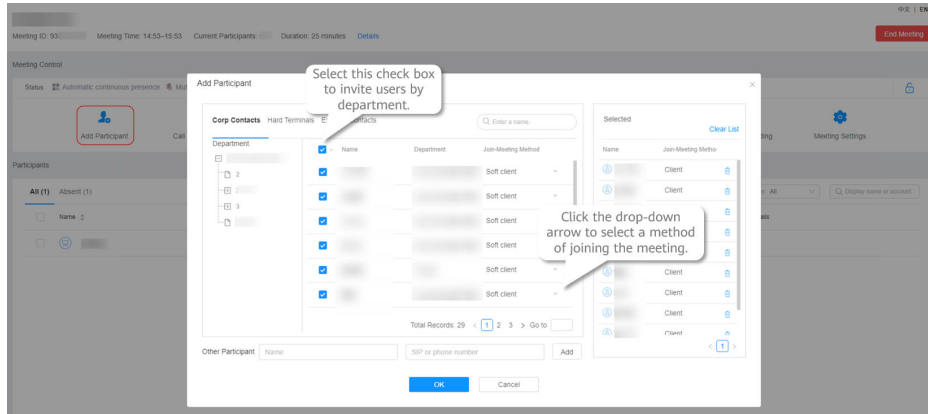 中文 | EN
Meeting ID: 93 Meeting Time: 14:53–15:53 Current Participants: Duration: 25 minutes Details
End Meeting
Meeting Control
Status Automatic continuous presence Mut
Add Participant
Call
ding
Meeting Settings
Participants
All (1) Absent (1)
All
Display name or account
Name
ails
Add Participant
Select this check box
to invite users by
department.
Corp Contacts Hard Terminals E ntacts
Enter a name.
Selected
Clear List
Department
2
3
Name Department Join-Meeting Method
Name Join-Meeting Metho
Soft client
Soft client
Soft client
Soft client
Soft client
Soft client
Client
Client
Click the drop-down
arrow to select a method
of joining the meeting.
Client
Client
Client
Client
Total Records: 29 < 1 2 3 > Go to
< 1 >
Other Participant Name SIP or phone number Add
OK Cancel